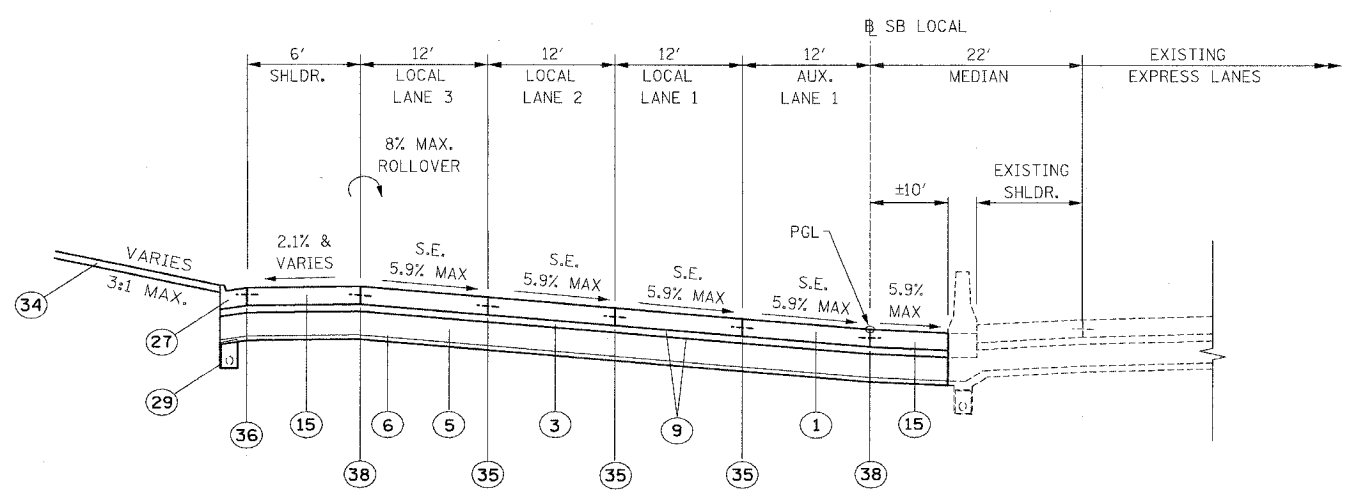 ℄ SB LOCAL
6' 12' 12' 12' 12' 22' EXISTING
SHLDR. LOCAL LOCAL LOCAL AUX. MEDIAN EXPRESS LANES
LANE 3 LANE 2 LANE 1 LANE 1
8% MAX.
ROLLOVER
EXISTING
SHLDR.
±10'
PGL
VARIES
3:1 MAX.
2.1% &
VARIES
S.E.
5.9% MAX
S.E.
5.9% MAX
S.E.
5.9% MAX
S.E.
5.9% MAX
5.9%
MAX
34
27
29
36 15 6 5 3 9 1 15
38 35 35 35 38